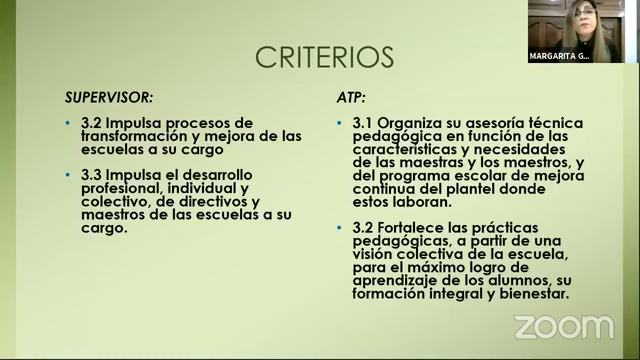 CRITERIOS
SUPERVISOR:
• 3.2 Impulsa procesos de
transformación y mejora de las
escuelas a su cargo
• 3.3 Impulsa el desarrollo
profesional, individual y
colectivo, de directivos y
maestros de las escuelas a su
cargo.
ATP:
• 3.1 Organiza su asesoría técnica
pedagógica en función de las
características y necesidades
de las maestras y los maestros, y
del programa escolar de mejora
continua del plantel donde
estos laboran.
• 3.2 Fortalece las prácticas
pedagógicas, a partir de una
visión colectiva de la escuela,
para el máximo logro de
aprendizaje de los alumnos, su
formación integral y bienestar.
MARGARITA G...
zoom